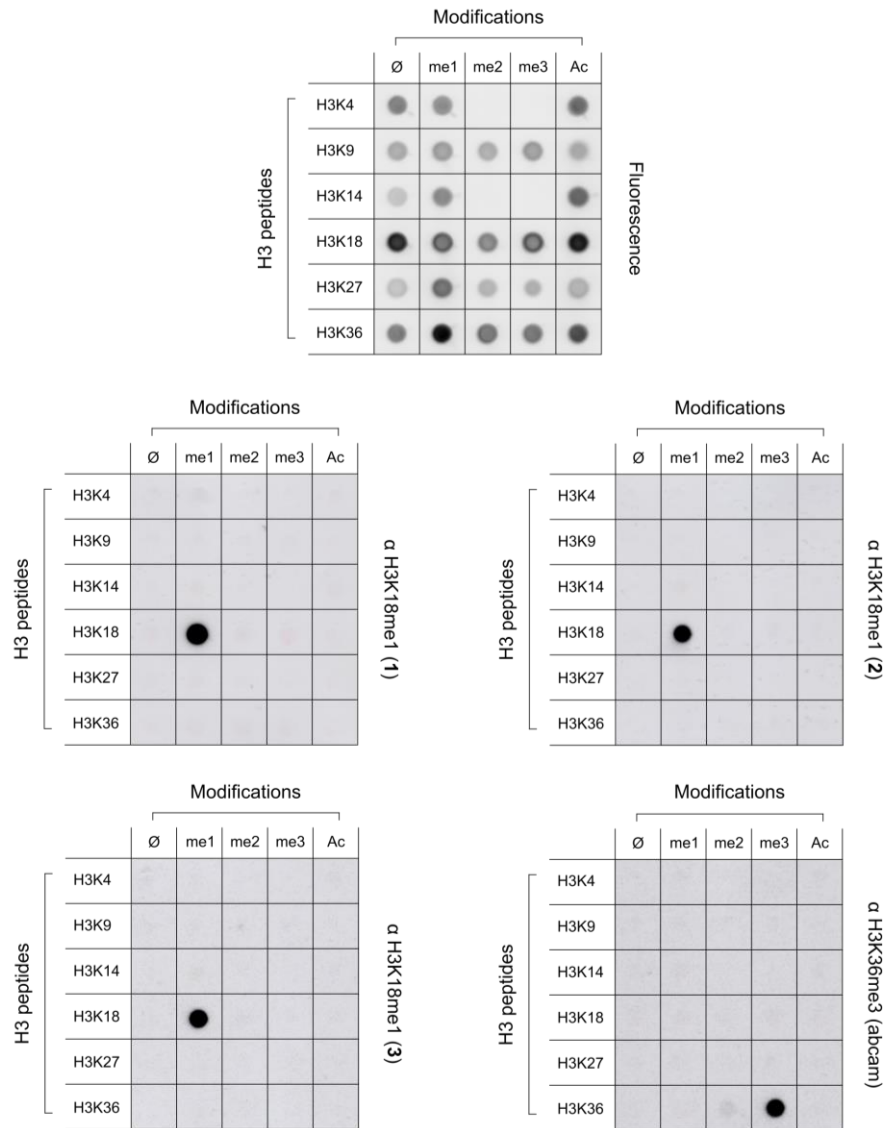 Modifications
Ø me1 me2 me3 Ac
H3 peptides
H3K4
H3K9
H3K14
H3K18
H3K27
H3K36
Fluorescence
Modifications
Ø me1 me2 me3 Ac
H3 peptides
H3K4
H3K9
H3K14
H3K18
H3K27
H3K36
α H3K18me1 (1)
Modifications
Ø me1 me2 me3 Ac
H3 peptides
H3K4
H3K9
H3K14
H3K18
H3K27
H3K36
α H3K18me1 (2)
Modifications
Ø me1 me2 me3 Ac
H3 peptides
H3K4
H3K9
H3K14
H3K18
H3K27
H3K36
α H3K18me1 (3)
Modifications
Ø me1 me2 me3 Ac
H3 peptides
H3K4
H3K9
H3K14
H3K18
H3K27
H3K36
α H3K36me3 (abcam)